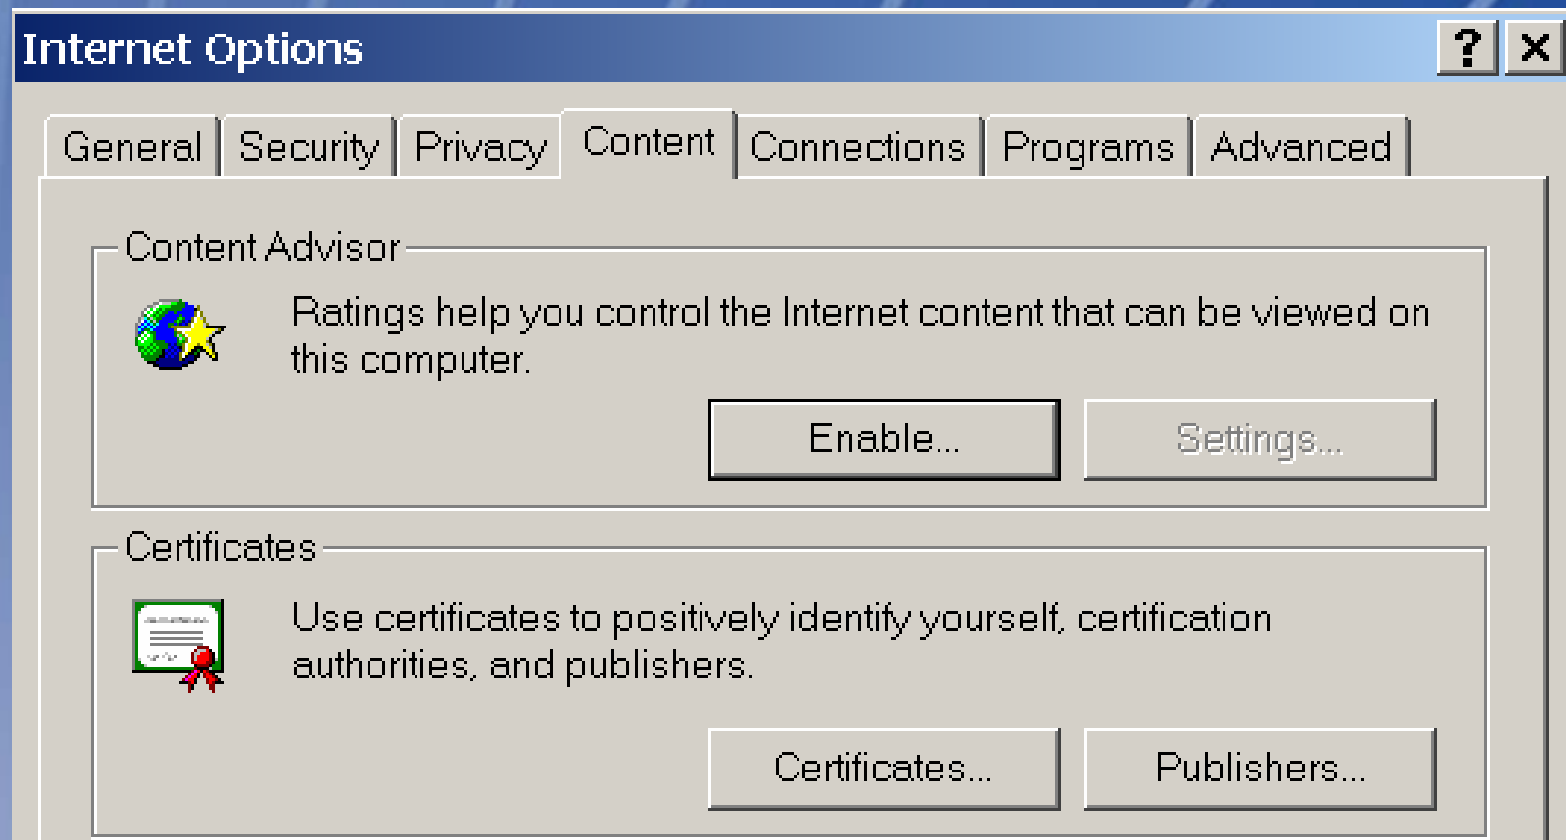 Internet Options
General Security Privacy Content Connections Programs Advanced
Content Advisor
Ratings help you control the Internet content that can be viewed on
this computer.
Enable... Settings...
Certificates
Use certificates to positively identify yourself, certification
authorities, and publishers.
Certificates... Publishers...